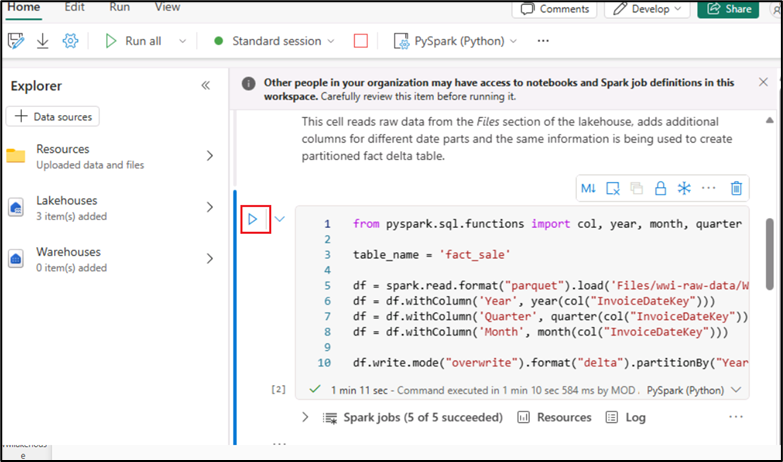 Home Edit Run View
Comments Develop Share
Run all Standard session PySpark (Python) ...
Explorer
+ Data sources
Resources
Uploaded data and files
Lakehouses
3 item(s) added
Warehouses
0 item(s) added
Other people in your organization may have access to notebooks and Spark job definitions in this
workspace. Carefully review this item before running it.
This cell reads raw data from the Files section of the lakehouse, adds additional
columns for different date parts and the same information is being used to create
partitioned fact delta table.
M↓ ...
1 from pyspark.sql.functions import col, year, month, quarter
2
3 table_name = 'fact_sale'
4
5 df = spark.read.format("parquet").load('Files/wwi-raw-data/W
6 df = df.withColumn('Year', year(col("InvoiceDateKey")))
7 df = df.withColumn('Quarter', quarter(col("InvoiceDateKey"))
8 df = df.withColumn('Month', month(col("InvoiceDateKey")))
9
10 df.write.mode("overwrite").format("delta").partitionBy("Year
[2] 1 min 11 sec - Command executed in 1 min 10 sec 584 ms by MOD . PySpark (Python)
Spark jobs (5 of 5 succeeded) Resources Log ...